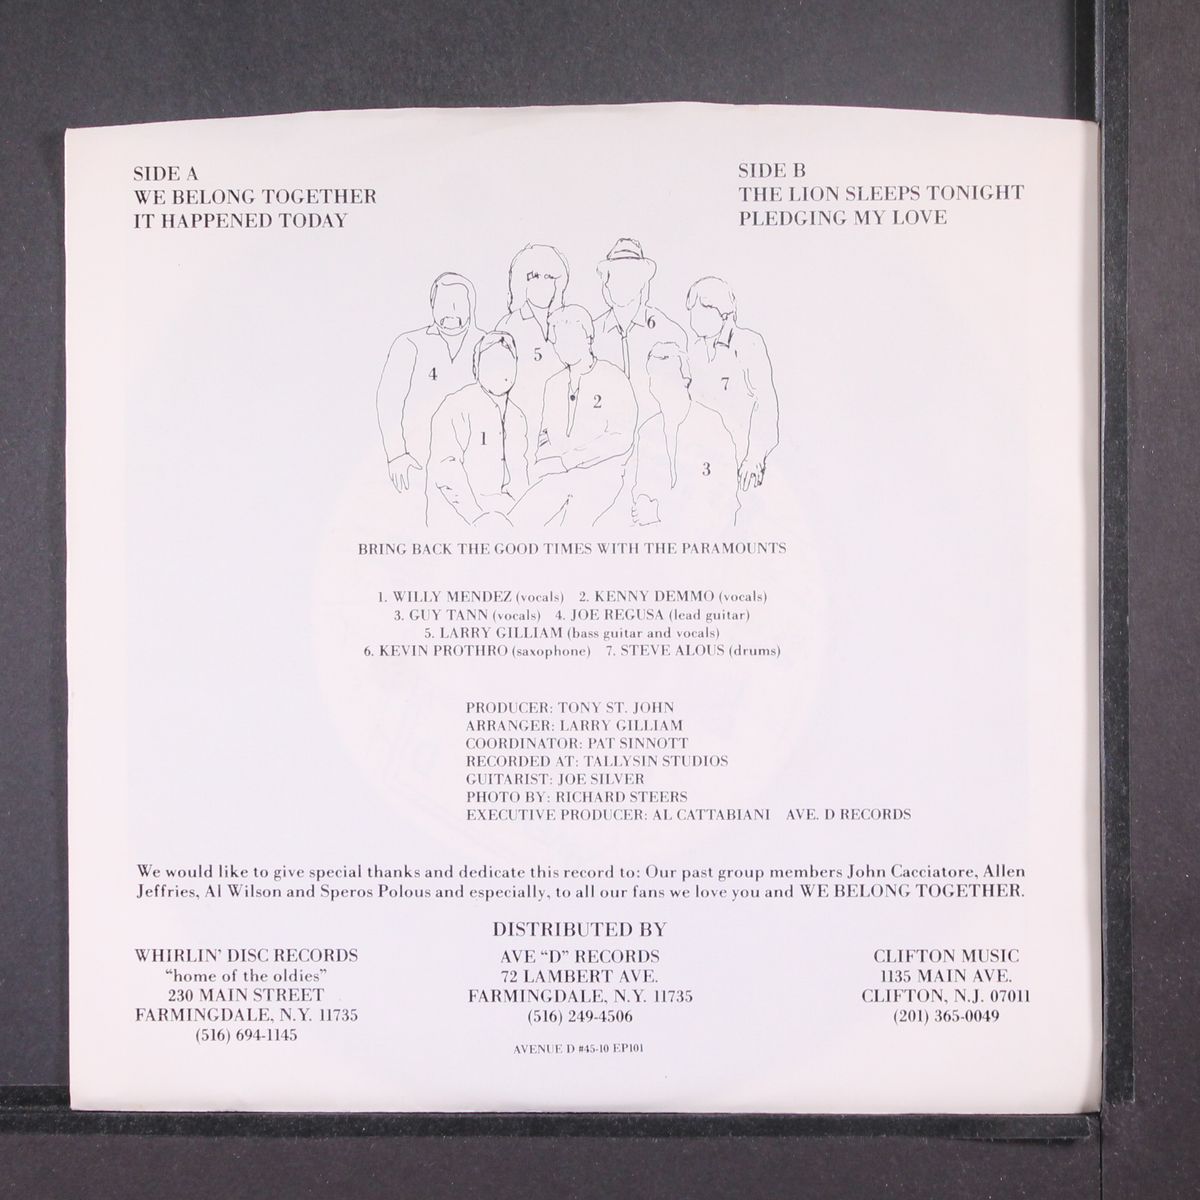 SIDE A
WE BELONG TOGETHER
IT HAPPENED TODAY
SIDE B
THE LION SLEEPS TONIGHT
PLEDGING MY LOVE
4
5
6
7
1
2
3
BRING BACK THE GOOD TIMES WITH THE PARAMOUNTS
1. WILLY MENDEZ (vocals) 2. KENNY DEMMO (vocals)
3. GUY TANN (vocals) 4. JOE REGUSA (lead guitar)
5. LARRY GILLIAM (bass guitar and vocals)
6. KEVIN PROTHRO (saxophone) 7. STEVE ALOUS (drums)
PRODUCER: TONY ST. JOHN
ARRANGER: LARRY GILLIAM
COORDINATOR: PAT SINNOTT
RECORDED AT: TALLYSIN STUDIOS
GUITARIST: JOE SILVER
PHOTO BY: RICHARD STEERS
EXECUTIVE PRODUCER: AL CATTABIANI AVE. D RECORDS
We would like to give special thanks and dedicate this record to: Our past group members John Cacciatore, Allen
Jeffries, Al Wilson and Speros Polous and especially, to all our fans we love you and WE BELONG TOGETHER.
DISTRIBUTED BY
WHIRLIN' DISC RECORDS
"home of the oldies"
230 MAIN STREET
FARMINGDALE, N.Y. 11735
(516) 694-1145
AVE "D" RECORDS
72 LAMBERT AVE.
FARMINGDALE, N.Y. 11735
(516) 249-4506
AVENUE D #45-10 EP101
CLIFTON MUSIC
1135 MAIN AVE.
CLIFTON, N.J. 07011
(201) 365-0049